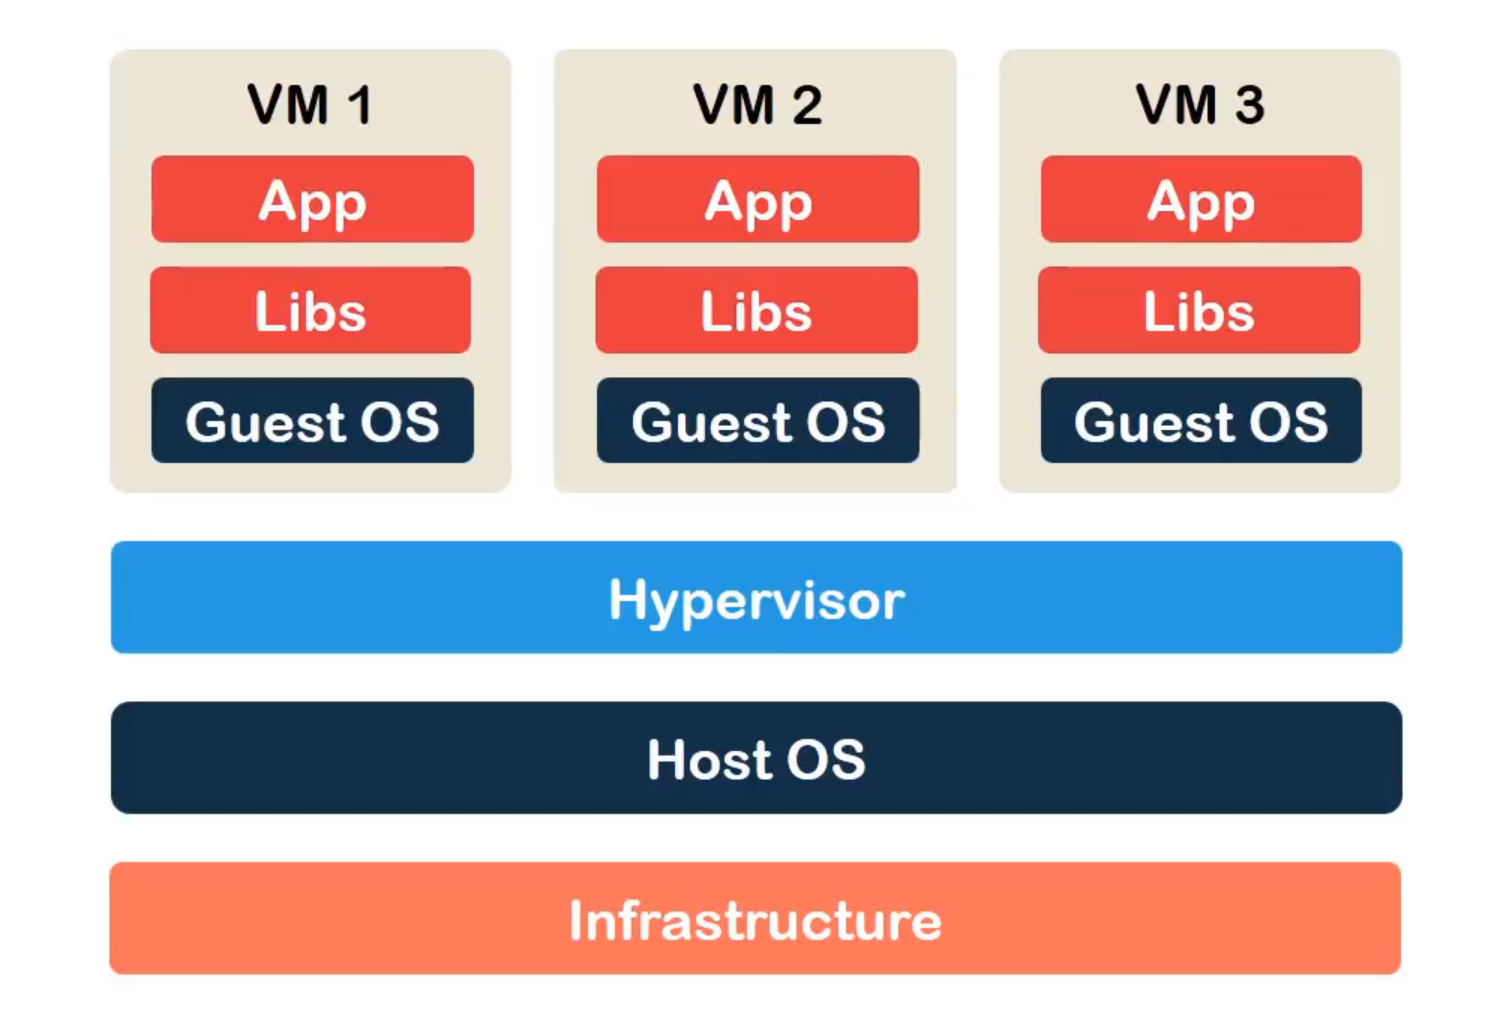 VM 1
App
Libs
Guest OS
VM 2
App
Libs
Guest OS
VM 3
App
Libs
Guest OS
Hypervisor
Host OS
Infrastructure